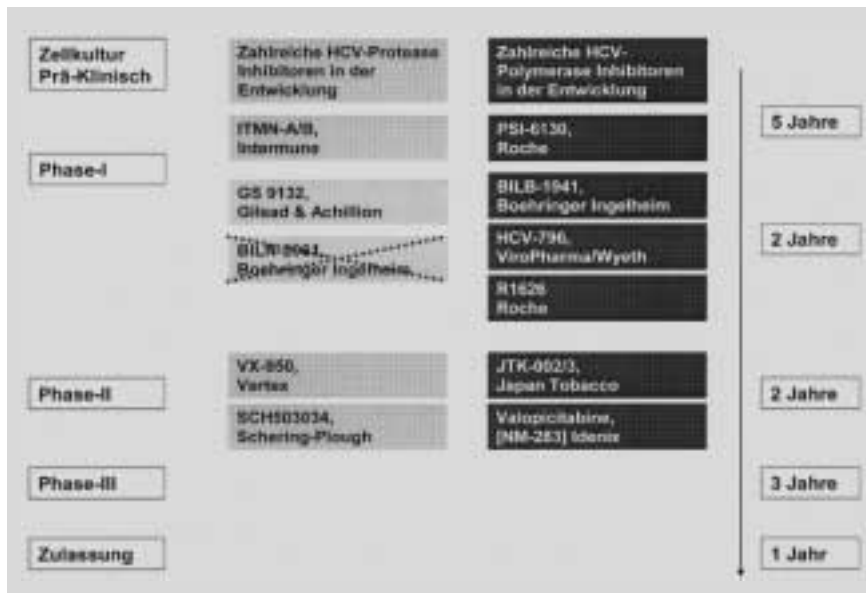 Zellkultur
Prä-Klinisch
Zahlreiche HCV-Protease
Inhibitoren in der
Entwicklung
Zahlreiche HCV-
Polymerase Inhibitoren
in der Entwicklung
5 Jahre
Phase-I
ITMN-A/B,
Intermune
PSI-6130,
Roche
GS 9132,
Gilead & Achillion
BILB-1941,
Boehringer Ingelheim
2 Jahre
BILN
Boehringer Ingelheim
HCV-796,
ViroPharma/Wyeth
R1626
Roche
Phase-II
VX-950,
Vertex
JTK-002/3,
Japan Tobacco
2 Jahre
SCH503034,
Schering-Plough
Valopicitabine,
[NM-283] Idenix
Phase-III
3 Jahre
Zulassung
1 Jahr